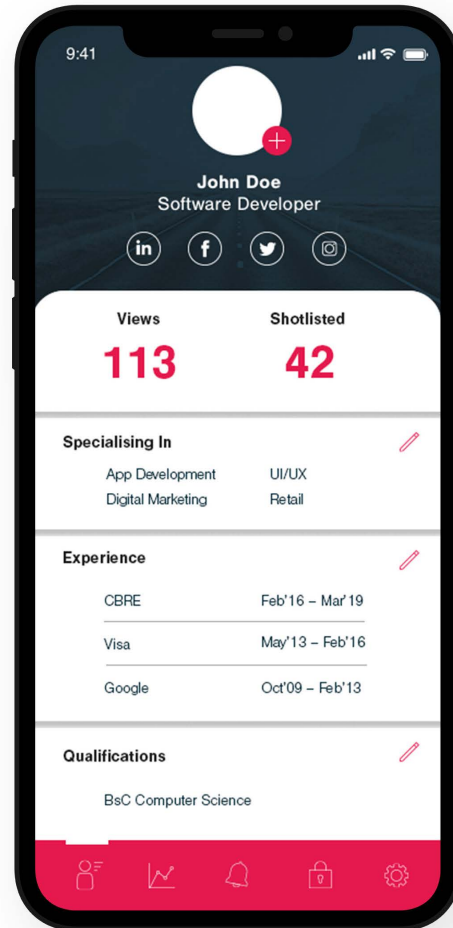 9:41
John Doe
Software Developer
in f
Views Shotlisted
113 42
Specialising In
App Development UI/UX
Digital Marketing Retail
Experience
CBRE Feb'16 – Mar'19
Visa May'13 – Feb'16
Google Oct'09 – Feb'13
Qualifications
BsC Computer Science